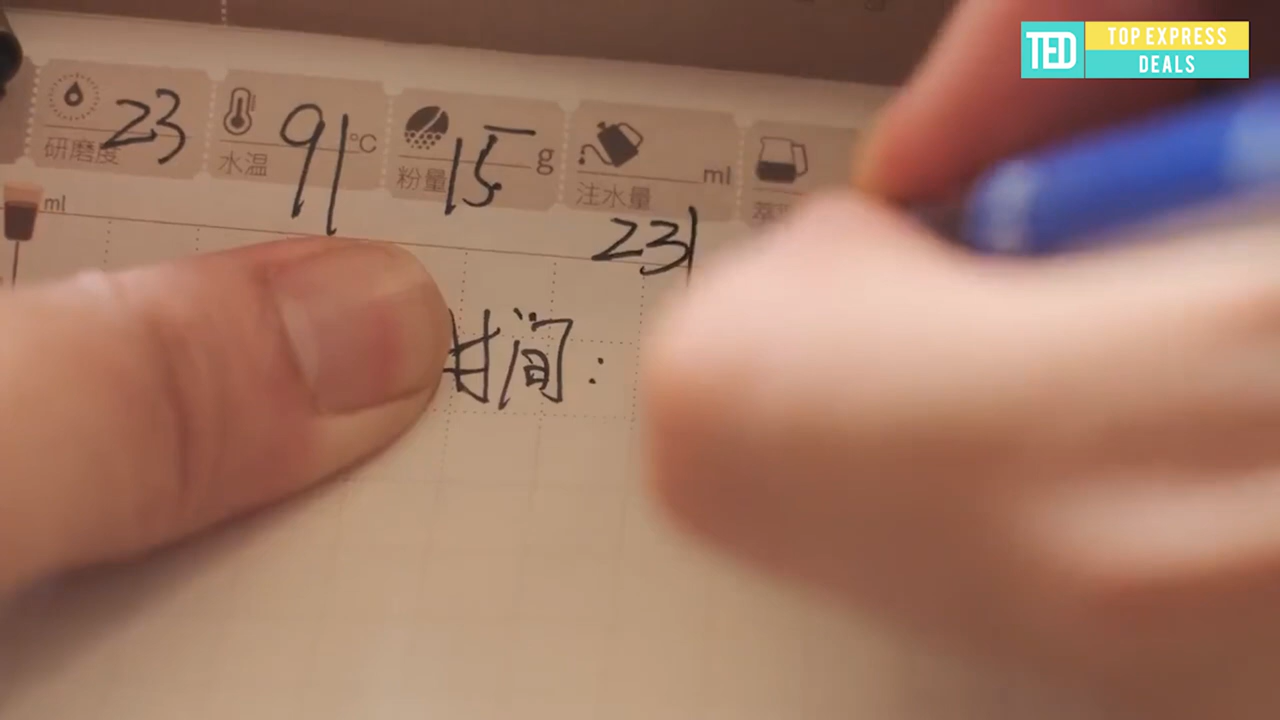 TED TOP EXPRESS
DEALS
研磨度 23
水温 91 °C
粉量 15 g
注水量 ml
ml
231
时间: